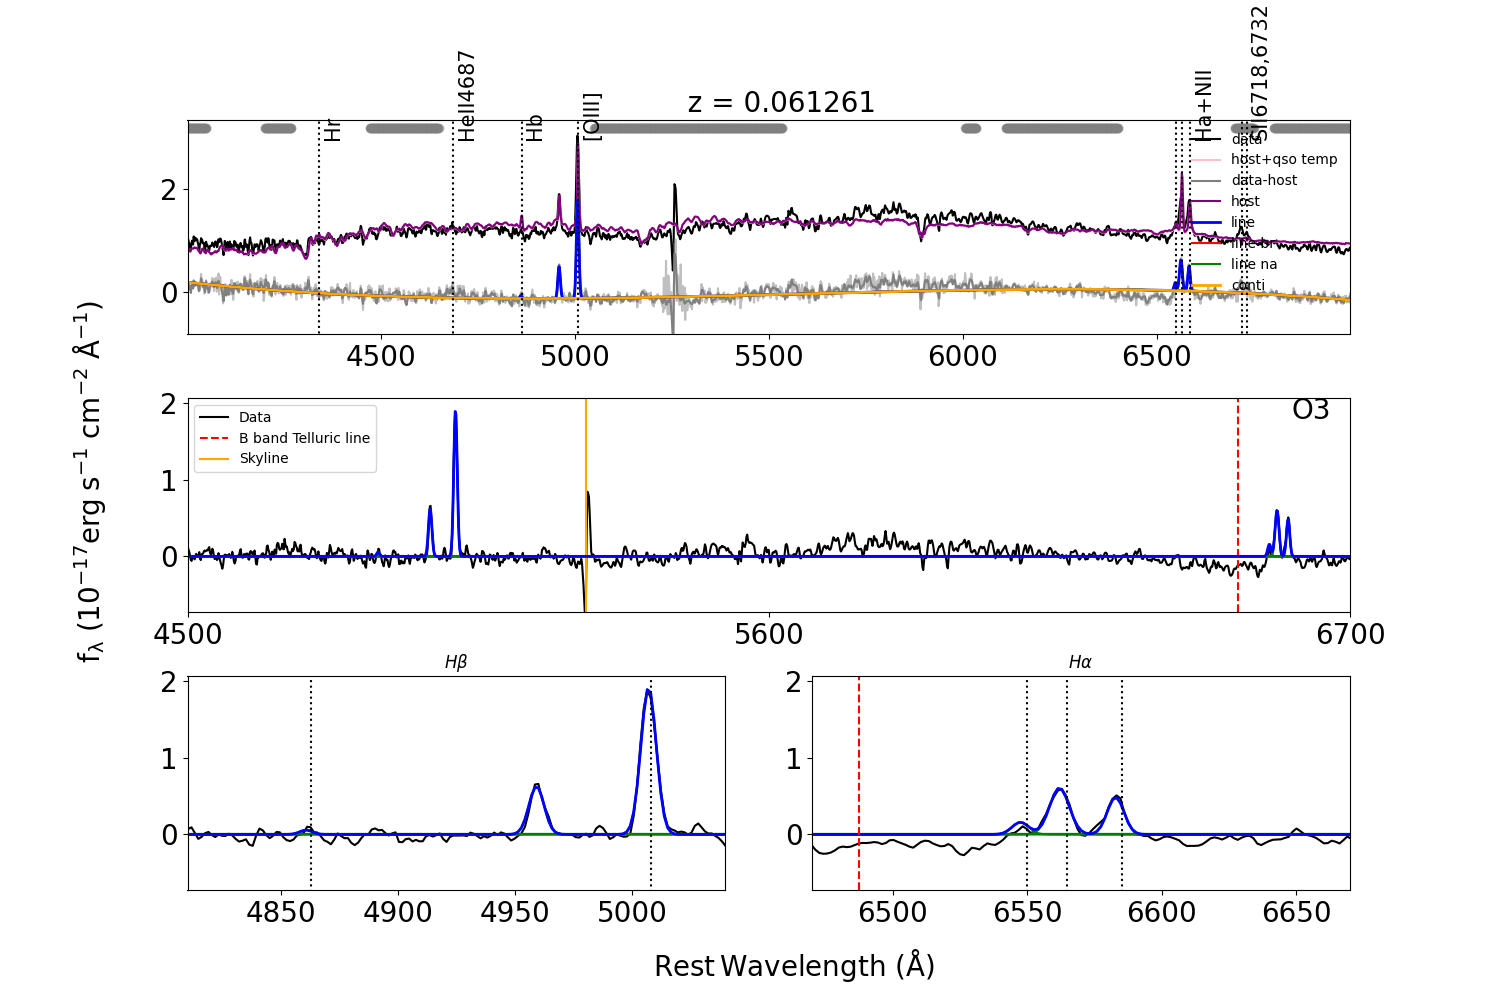 z = 0.061261
Hr
HeII4687
Hb
[OIII]
Ha+NII
SII6718,6732
data
host+qso temp
data-host
host
line
line br
line na
conti
2
0
4500 5000 5500 6000 6500
f_λ (10^−17 erg s^−1 cm^−2 Å^−1)
Data
B band Telluric line
Skyline
O3
2
1
0
4500 5600 6700
Hβ
2
1
0
4850 4900 4950 5000
Hα
2
1
0
6500 6550 6600 6650
Rest Wavelength (Å)